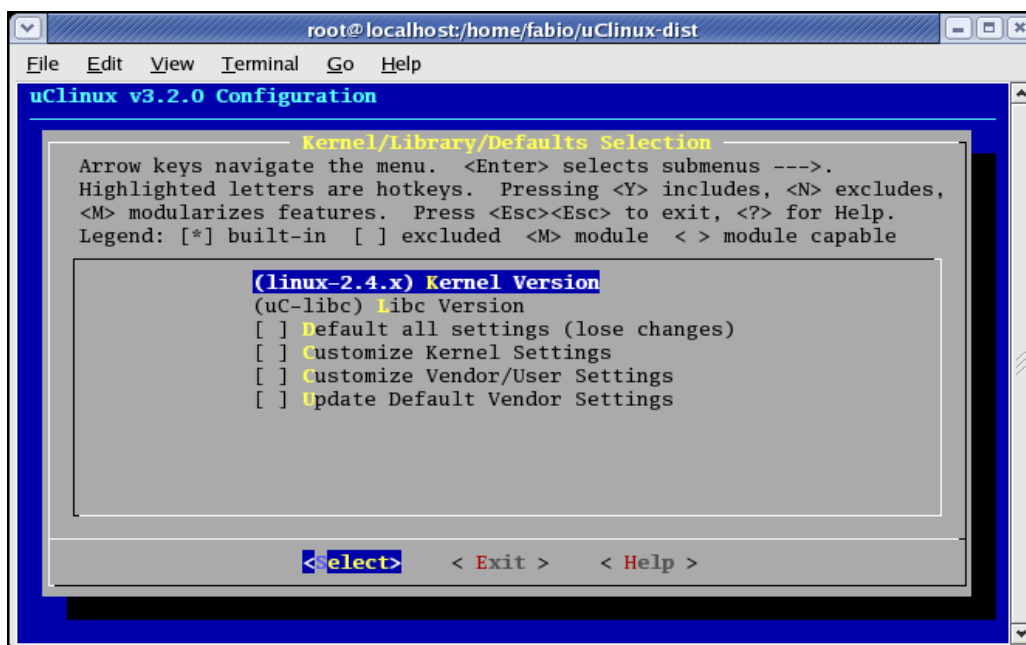 root@localhost:/home/fabio/uClinux-dist
File Edit View Terminal Go Help
uClinux v3.2.0 Configuration
Kernel/Library/Defaults Selection
Arrow keys navigate the menu. <Enter> selects submenus --->.
Highlighted letters are hotkeys. Pressing <Y> includes, <N> excludes,
<M> modularizes features. Press <Esc><Esc> to exit, <?> for Help.
Legend: [*] built-in [ ] excluded <M> module < > module capable
(linux-2.4.x) Kernel Version
(uC-libc) Libc Version
[ ] Default all settings (lose changes)
[ ] Customize Kernel Settings
[ ] Customize Vendor/User Settings
[ ] Update Default Vendor Settings
<Select> < Exit > < Help >